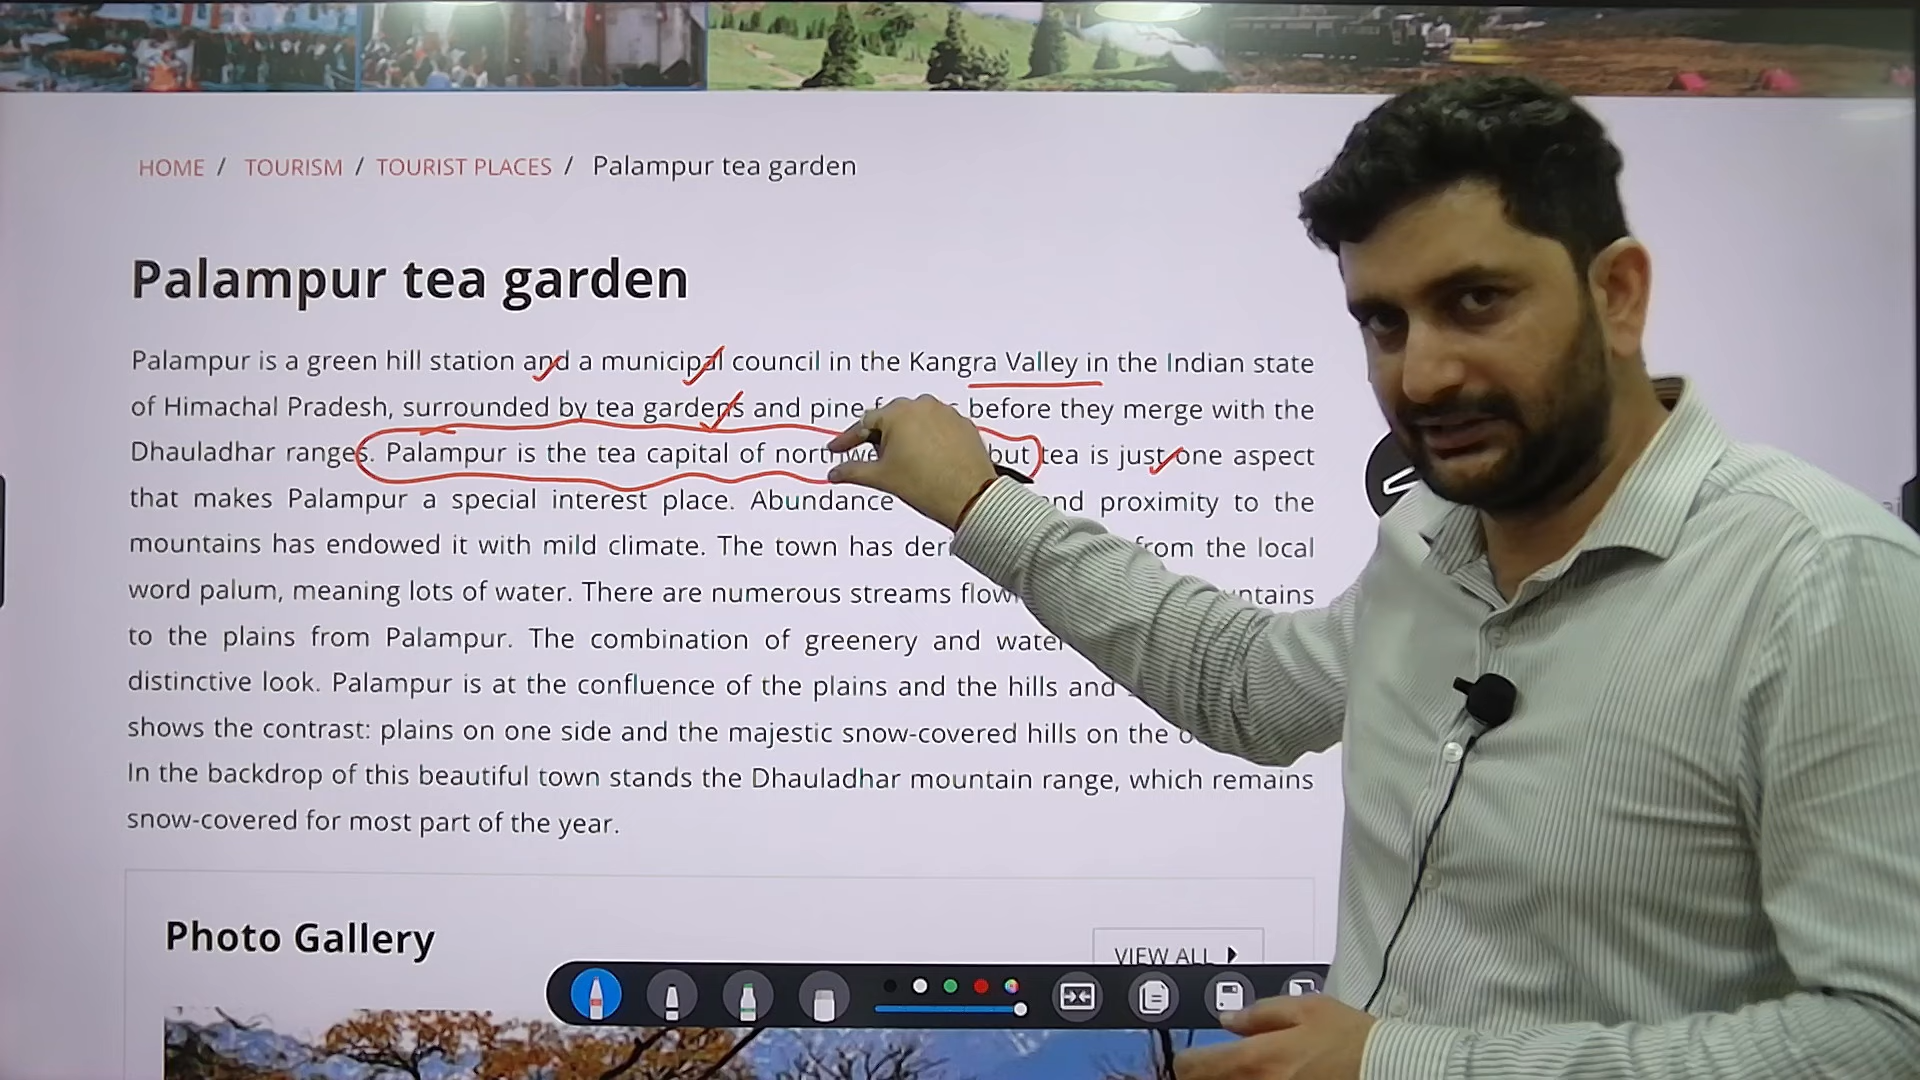 HOME / TOURISM / TOURIST PLACES / Palampur tea garden
Palampur tea garden
Palampur is a green hill station and a municipal council in the Kangra Valley in the Indian state
of Himachal Pradesh, surrounded by tea gardens and pine before they merge with the
Dhauladhar ranges. Palampur is the tea capital of but tea is just one aspect
that makes Palampur a special interest place. Abundance proximity to the
mountains has endowed it with mild climate. The town has from the local
word palum, meaning lots of water. There are numerous streams
to the plains from Palampur. The combination of greenery and
distinctive look. Palampur is at the confluence of the plains and the hills and
shows the contrast: plains on one side and the majestic snow-covered hills on the
In the backdrop of this beautiful town stands the Dhauladhar mountain range, which remains
snow-covered for most part of the year.
Photo Gallery
VIEW ALL